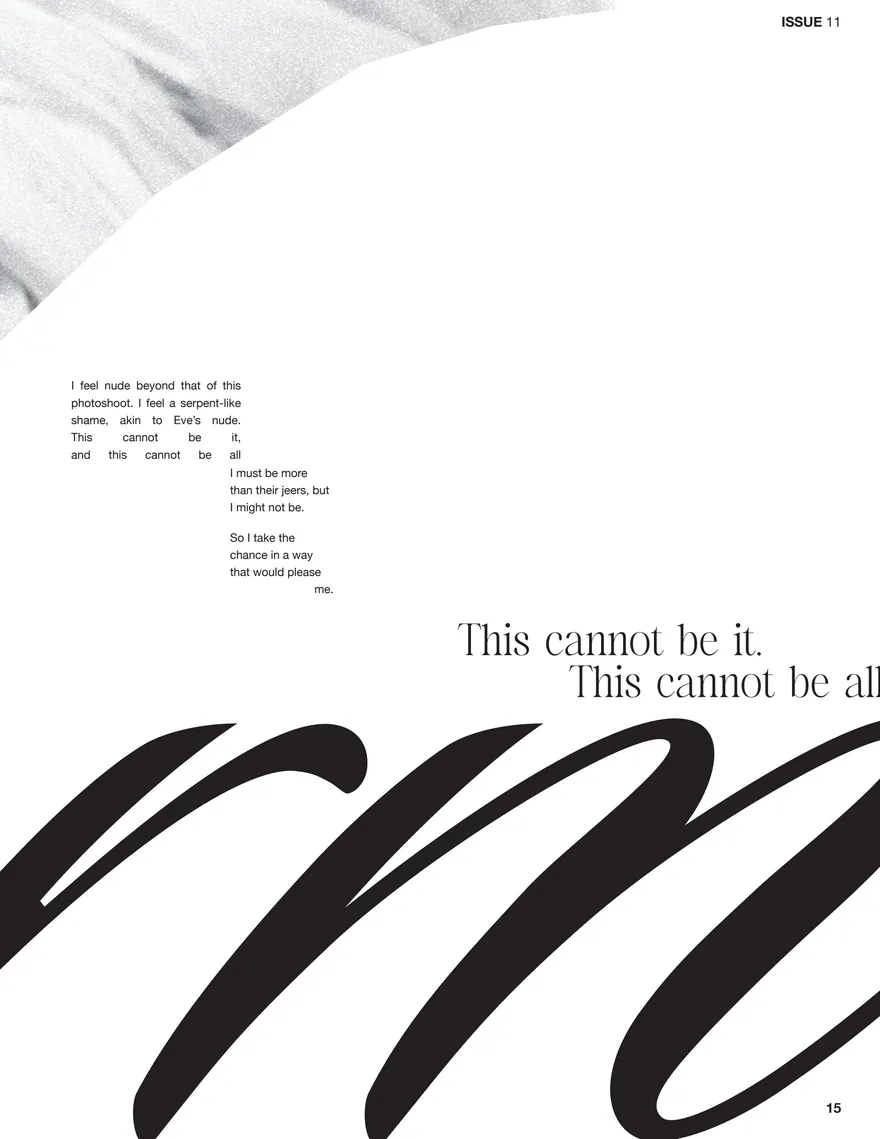 ISSUE 11
I feel nude beyond that of this
photoshoot. I feel a serpent-like
shame, akin to Eve’s nude.
This cannot be it,
and this cannot be all
I must be more
than their jeers, but
I might not be.
So I take the
chance in a way
that would please
me.
This cannot be it.
This cannot be all
15